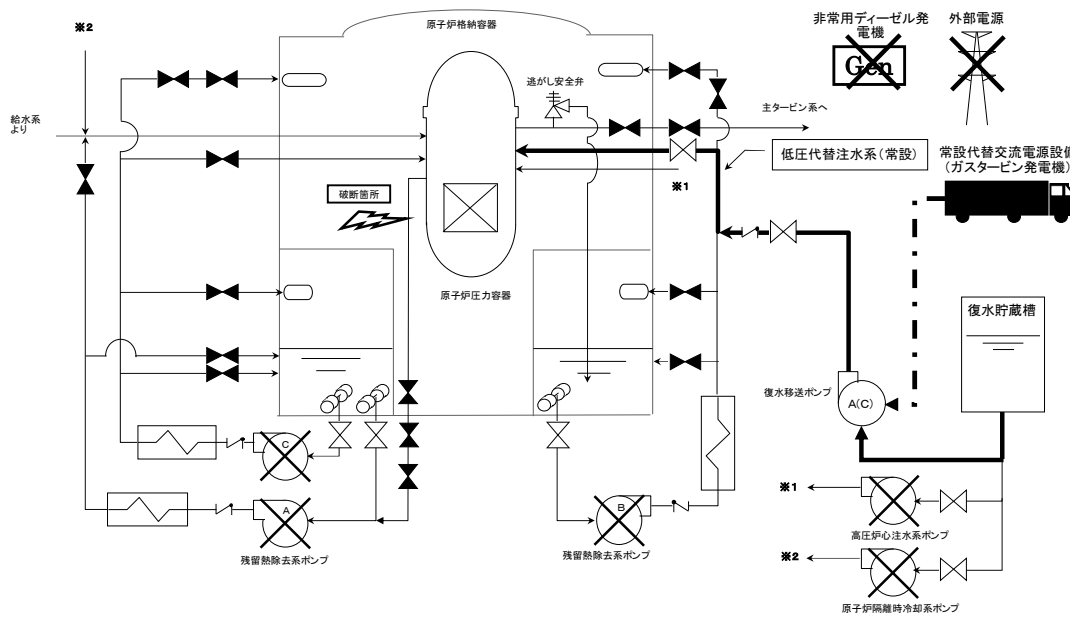 ※2
原子炉格納容器
非常用ディーゼル発
電機
外部電源
Gen
逃がし安全弁
給水系
より
主タービン系へ
低圧代替注水系(常設)
常設代替交流電源設備
(ガスタービン発電機)
破断箇所
※1
原子炉圧力容器
復水貯蔵槽
復水移送ポンプ
A(C)
C
A
B
残留熱除去系ポンプ
残留熱除去系ポンプ
※1
高圧炉心注水系ポンプ
※2
原子炉隔離時冷却系ポンプ